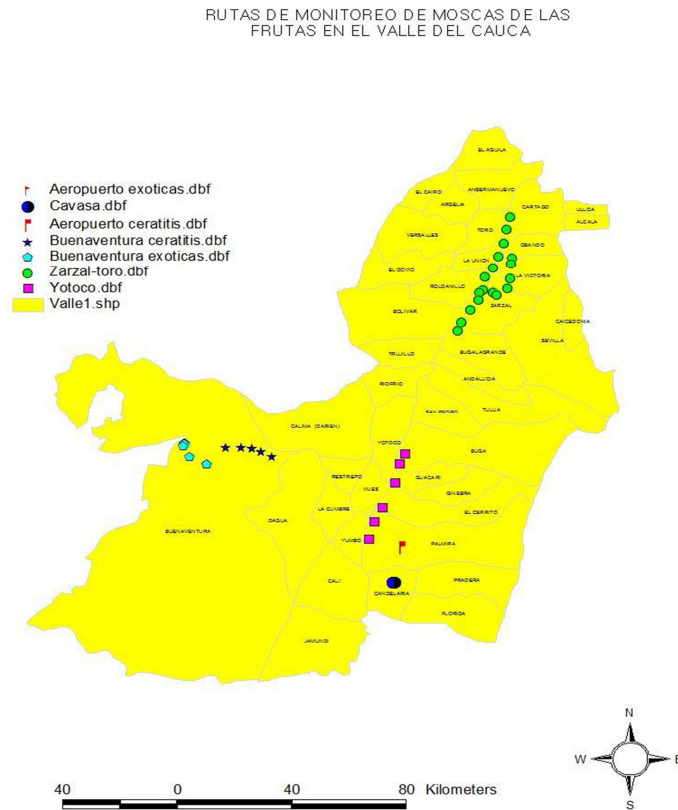 RUTAS DE MONITOREO DE MOSCAS DE LAS
FRUTAS EN EL VALLE DEL CAUCA
Aeropuerto exoticas.dbf
Cavasa.dbf
Aeropuerto ceratitis.dbf
Buenaventura ceratitis.dbf
Buenaventura exoticas.dbf
Zarzal-toro.dbf
Yotoco.dbf
Valle1.shp
EL AGUILA
EL CAIRO
ANSERMANUEVO
ARGELIA
CARTAGO
ULLOA
ALCALA
VERSALLES
TORO
OBANDO
LA UNION
EL DOVIO
ROLDANILLO
LA VICTORIA
BOLIVAR
ZARZAL
CAICEDONIA
SEVILLA
TRUJILLO
BUGALAGRANDE
RIOFRIO
ANDALUCIA
SAN PEDRO
TULUA
CALIMA (DARIEN)
YOTOCO
BUGA
RESTREPO
VIJES
GUACARI
GINEBRA
LA CUMBRE
EL CERRITO
DAGUA
BUENAVENTURA
YUMBO
PALMIRA
CALI
PRADERA
CANDELARIA
FLORIDA
JAMUNDI
N
W
E
S
40 0 40 80 Kilometers